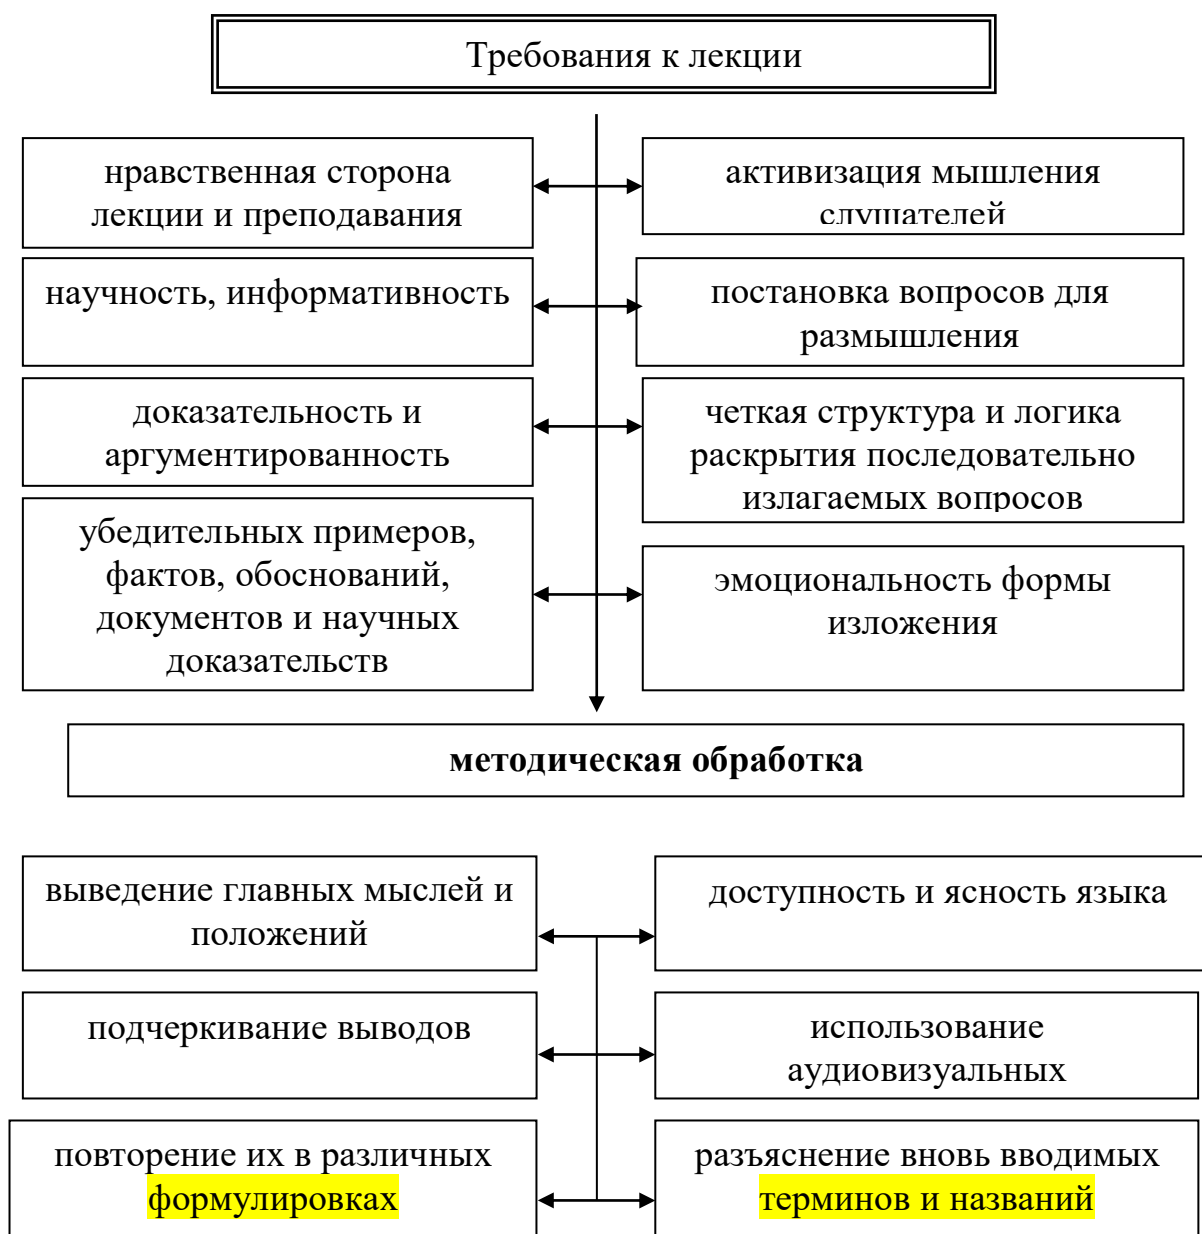 Требования к лекции
нравственная сторона
лекции и преподавания
активизация мышления
слушателей
научность, информативность
постановка вопросов для
размышления
доказательность и
аргументированность
четкая структура и логика
раскрытия последовательно
излагаемых вопросов
убедительных примеров,
фактов, обоснований,
документов и научных
доказательств
эмоциональность формы
изложения
методическая обработка
выведение главных мыслей и
положений
доступность и ясность языка
подчеркивание выводов
использование
аудиовизуальных
повторение их в различных
формулировках
разъяснение вновь вводимых
терминов и названий